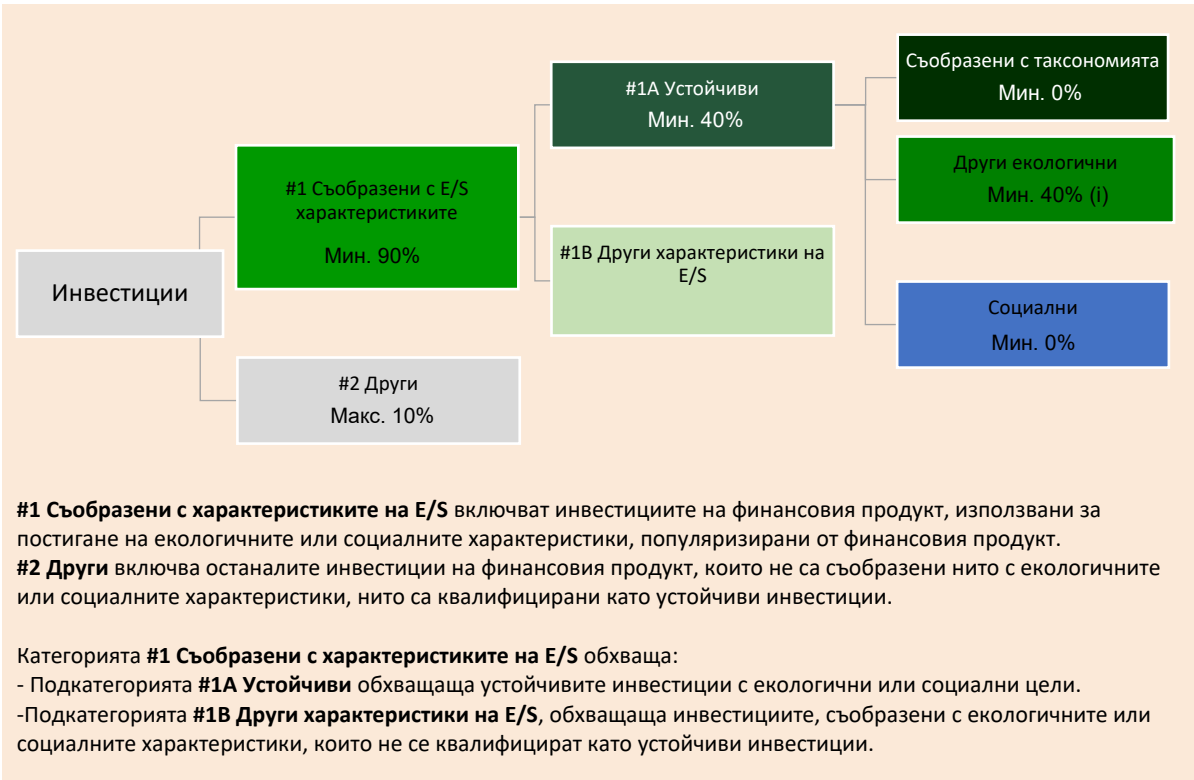 Инвестиции
#1 Съобразени с E/S
характеристиките
Мин. 90%
#2 Други
Макс. 10%
#1A Устойчиви
Мин. 40%
#1B Други характеристики на
E/S
Съобразени с таксономията
Мин. 0%
Други екологични
Мин. 40% (i)
Социални
Мин. 0%
#1 Съобразени с характеристиките на E/S включват инвестициите на финансовия продукт, използвани за
постигане на екологичните или социалните характеристики, популяризирани от финансовия продукт.
#2 Други включва останалите инвестиции на финансовия продукт, които не са съобразени нито с екологичните
или социалните характеристики, нито са квалифицирани като устойчиви инвестиции.
Категорията #1 Съобразени с характеристиките на E/S обхваща:
- Подкатегорията #1A Устойчиви обхващаща устойчивите инвестиции с екологични или социални цели.
-Подкатегорията #1B Други характеристики на E/S, обхващаща инвестициите, съобразени с екологичните или
социалните характеристики, които не се квалифицират като устойчиви инвестиции.